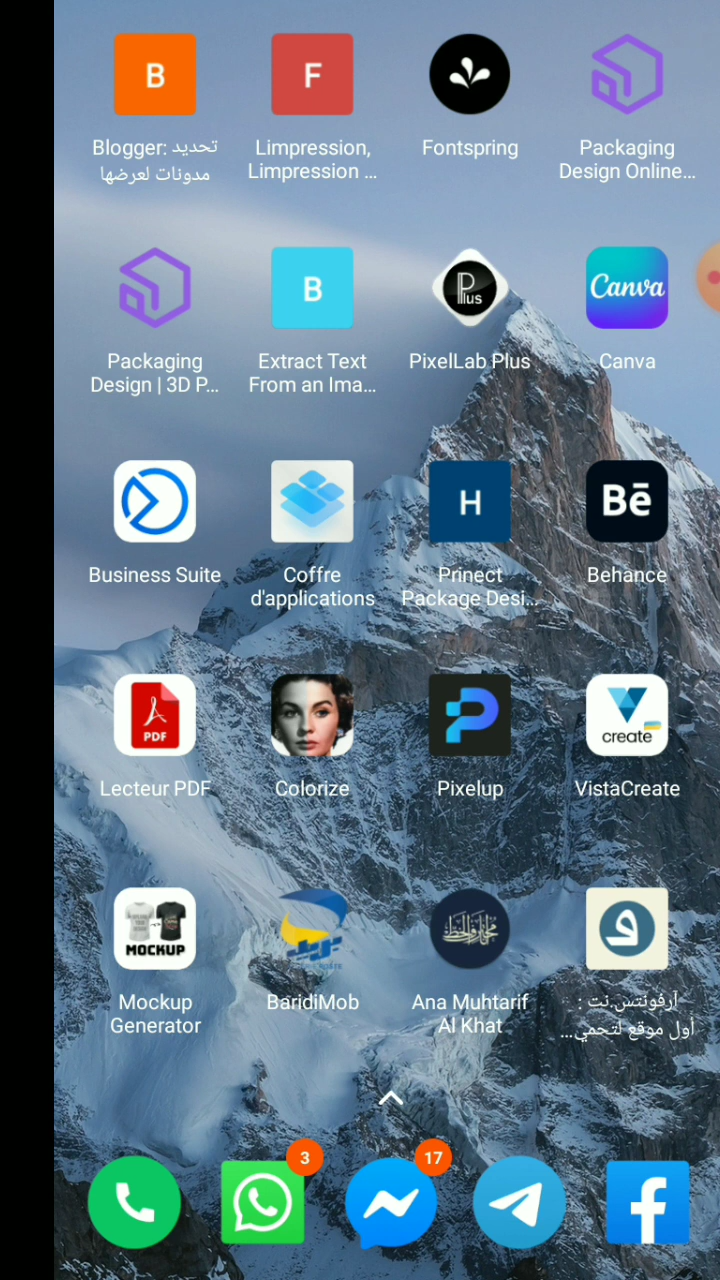 B
F
Blogger: تحديد
مدونات لعرضها
Limpression,
Limpression ...
Fontspring
Packaging
Design Online...
B
Plus
Canva
Packaging
Design | 3D P...
Extract Text
From an Ima...
PixelLab Plus
Canva
H
Bē
Business Suite
Coffre
d'applications
Prinect
Package Desi...
Behance
PDF
create
Lecteur PDF
Colorize
Pixelup
VistaCreate
MOCKUP
و
Mockup
Generator
BaridiMob
Ana Muhtarif
Al Khat
آرفونتس.نت :
أول موقع لتحمي...
3
17